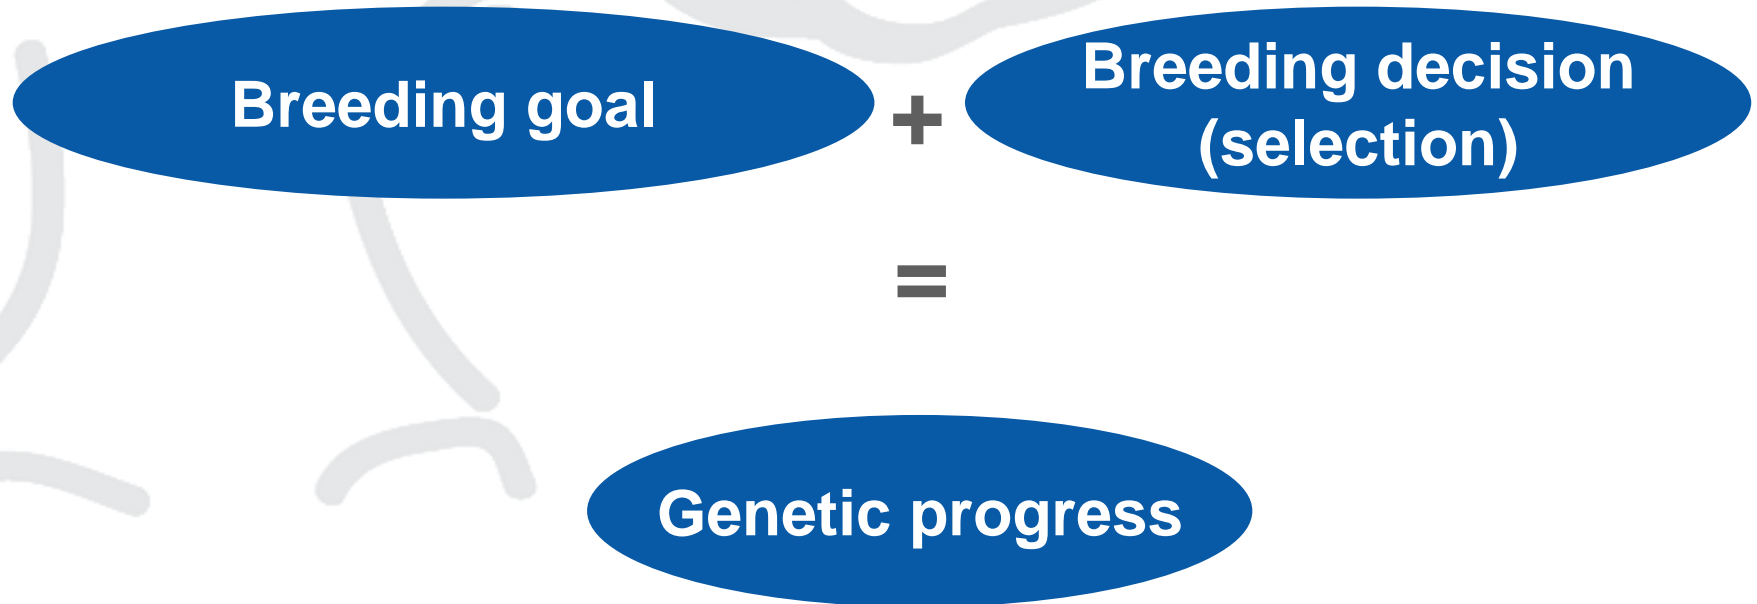 Breeding goal
+
Breeding decision
(selection)
=
Genetic progress